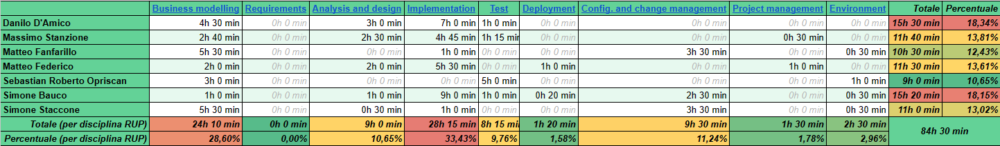 Business modelling Requirements Analysis and design Implementation Test Deployment Config. and change management Project management Environment Totale Percentuale
Danilo D'Amico 4h 30 min 0h 0 min 3h 0 min 7h 0 min 1h 0 min 0h 0 min 0h 0 min 0h 0 min 0h 0 min 15h 30 min 18,34%
Massimo Stanzione 2h 40 min 0h 0 min 2h 30 min 4h 45 min 1h 15 min 0h 0 min 0h 0 min 0h 30 min 0h 0 min 11h 40 min 13,81%
Matteo Fanfarillo 5h 30 min 0h 0 min 0h 0 min 1h 0 min 0h 0 min 0h 0 min 3h 30 min 0h 0 min 0h 30 min 10h 30 min 12,43%
Matteo Federico 2h 0 min 0h 0 min 2h 0 min 5h 30 min 0h 0 min 1h 0 min 0h 0 min 1h 0 min 0h 0 min 11h 30 min 13,61%
Sebastian Roberto Opriscan 3h 0 min 0h 0 min 0h 0 min 0h 0 min 5h 0 min 0h 0 min 0h 0 min 0h 0 min 1h 0 min 9h 0 min 10,65%
Simone Bauco 1h 0 min 0h 0 min 1h 0 min 9h 0 min 1h 0 min 0h 20 min 2h 30 min 0h 0 min 0h 30 min 15h 20 min 18,15%
Simone Staccone 5h 30 min 0h 0 min 0h 30 min 1h 0 min 0h 0 min 0h 0 min 3h 30 min 0h 0 min 0h 30 min 11h 0 min 13,02%
Totale (per disciplina RUP) 24h 10 min 0h 0 min 9h 0 min 28h 15 min 8h 15 min 1h 20 min 9h 30 min 1h 30 min 2h 30 min 84h 30 min
Percentuale (per disciplina RUP) 28,60% 0,00% 10,65% 33,43% 9,76% 1,58% 11,24% 1,78% 2,96%